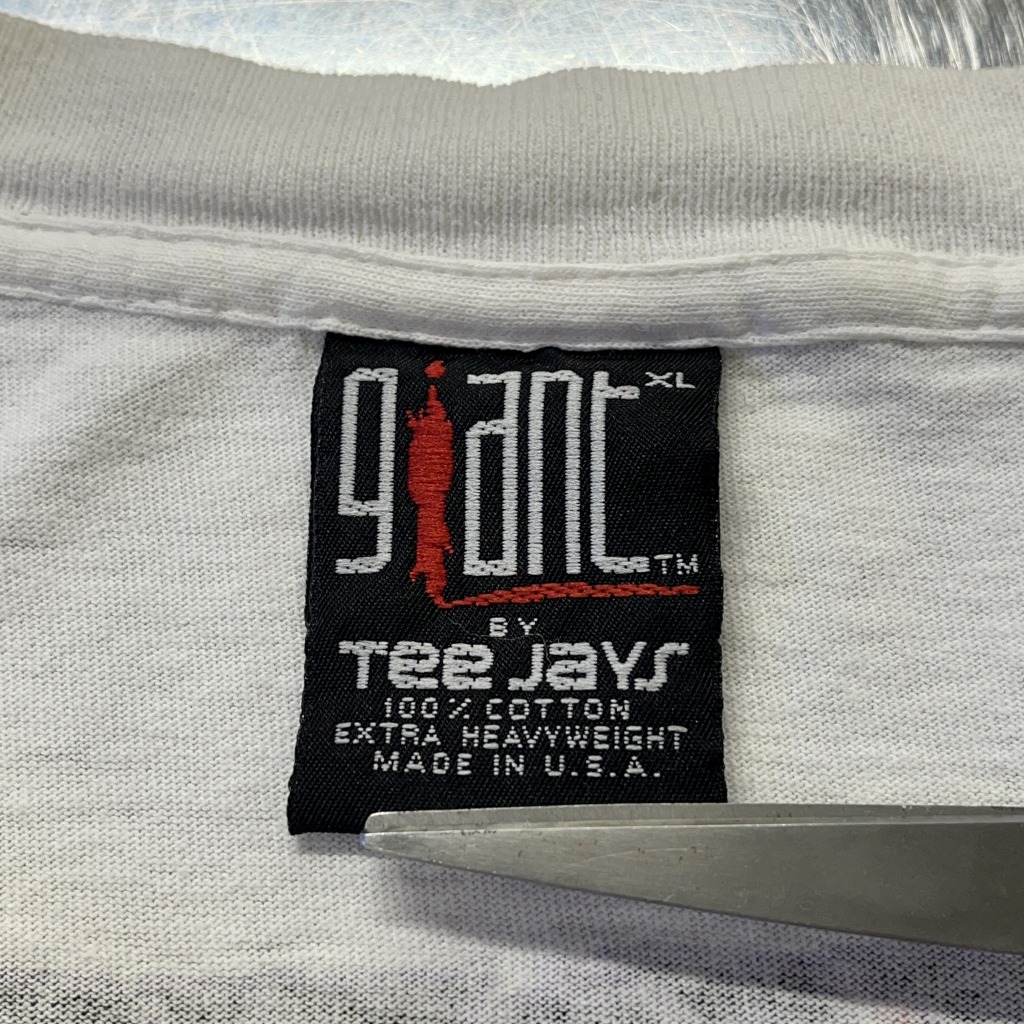 giant XL
TM
BY
Tee Jays
100% COTTON
EXTRA HEAVYWEIGHT
MADE IN U.S.A.